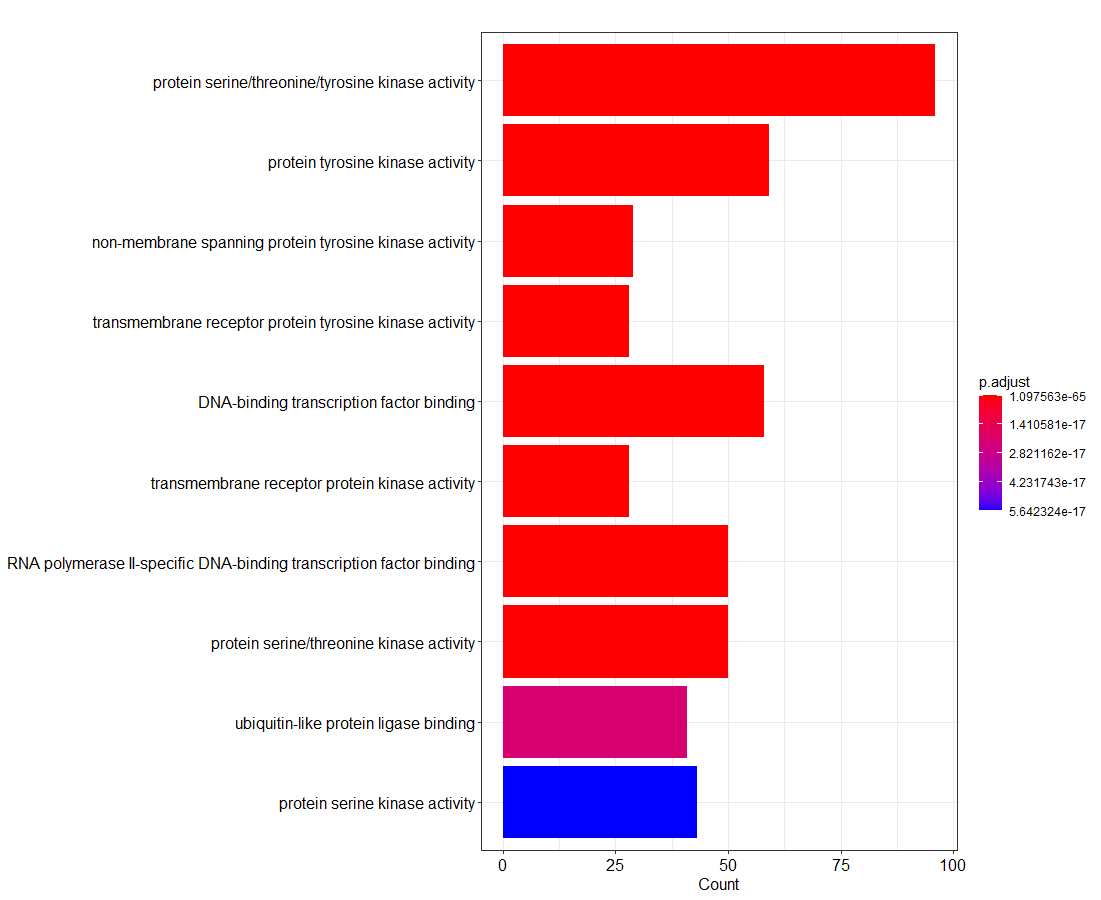 protein serine/threonine/tyrosine kinase activity
protein tyrosine kinase activity
non-membrane spanning protein tyrosine kinase activity
transmembrane receptor protein tyrosine kinase activity
DNA-binding transcription factor binding
transmembrane receptor protein kinase activity
RNA polymerase II-specific DNA-binding transcription factor binding
protein serine/threonine kinase activity
ubiquitin-like protein ligase binding
protein serine kinase activity
0 25 50 75 100
Count
p.adjust
1.097563e-65
1.410581e-17
2.821162e-17
4.231743e-17
5.642324e-17